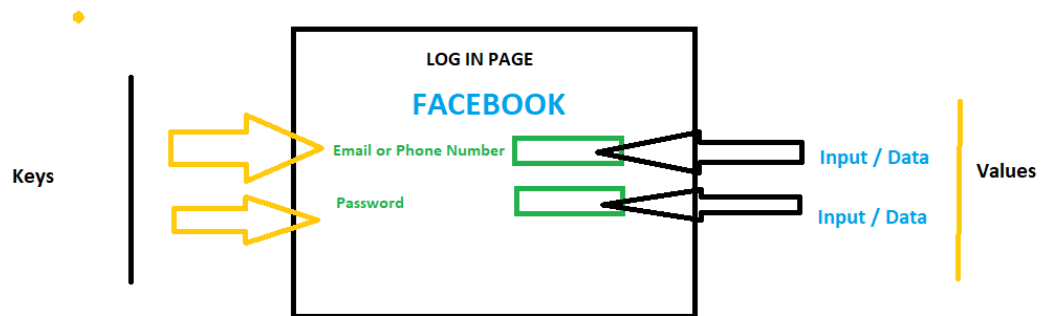 LOG IN PAGE
FACEBOOK
Email or Phone Number
Input / Data
Keys
Values
Password
Input / Data